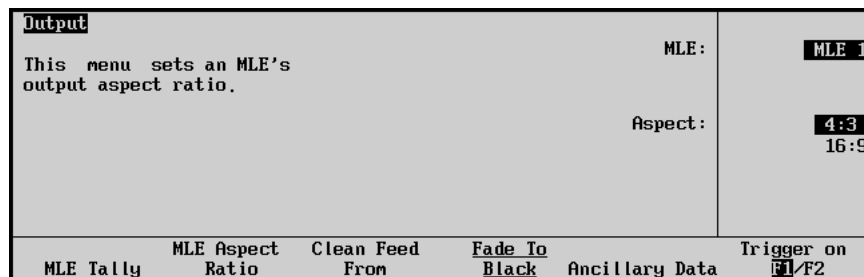 Output
This menu sets an MLE's
output aspect ratio.
MLE:
MLE 1
Aspect:
4:3
16:9
MLE Tally
MLE Aspect
Ratio
Clean Feed
From
Fade To
Black
Ancillary Data
Trigger on
F1/F2